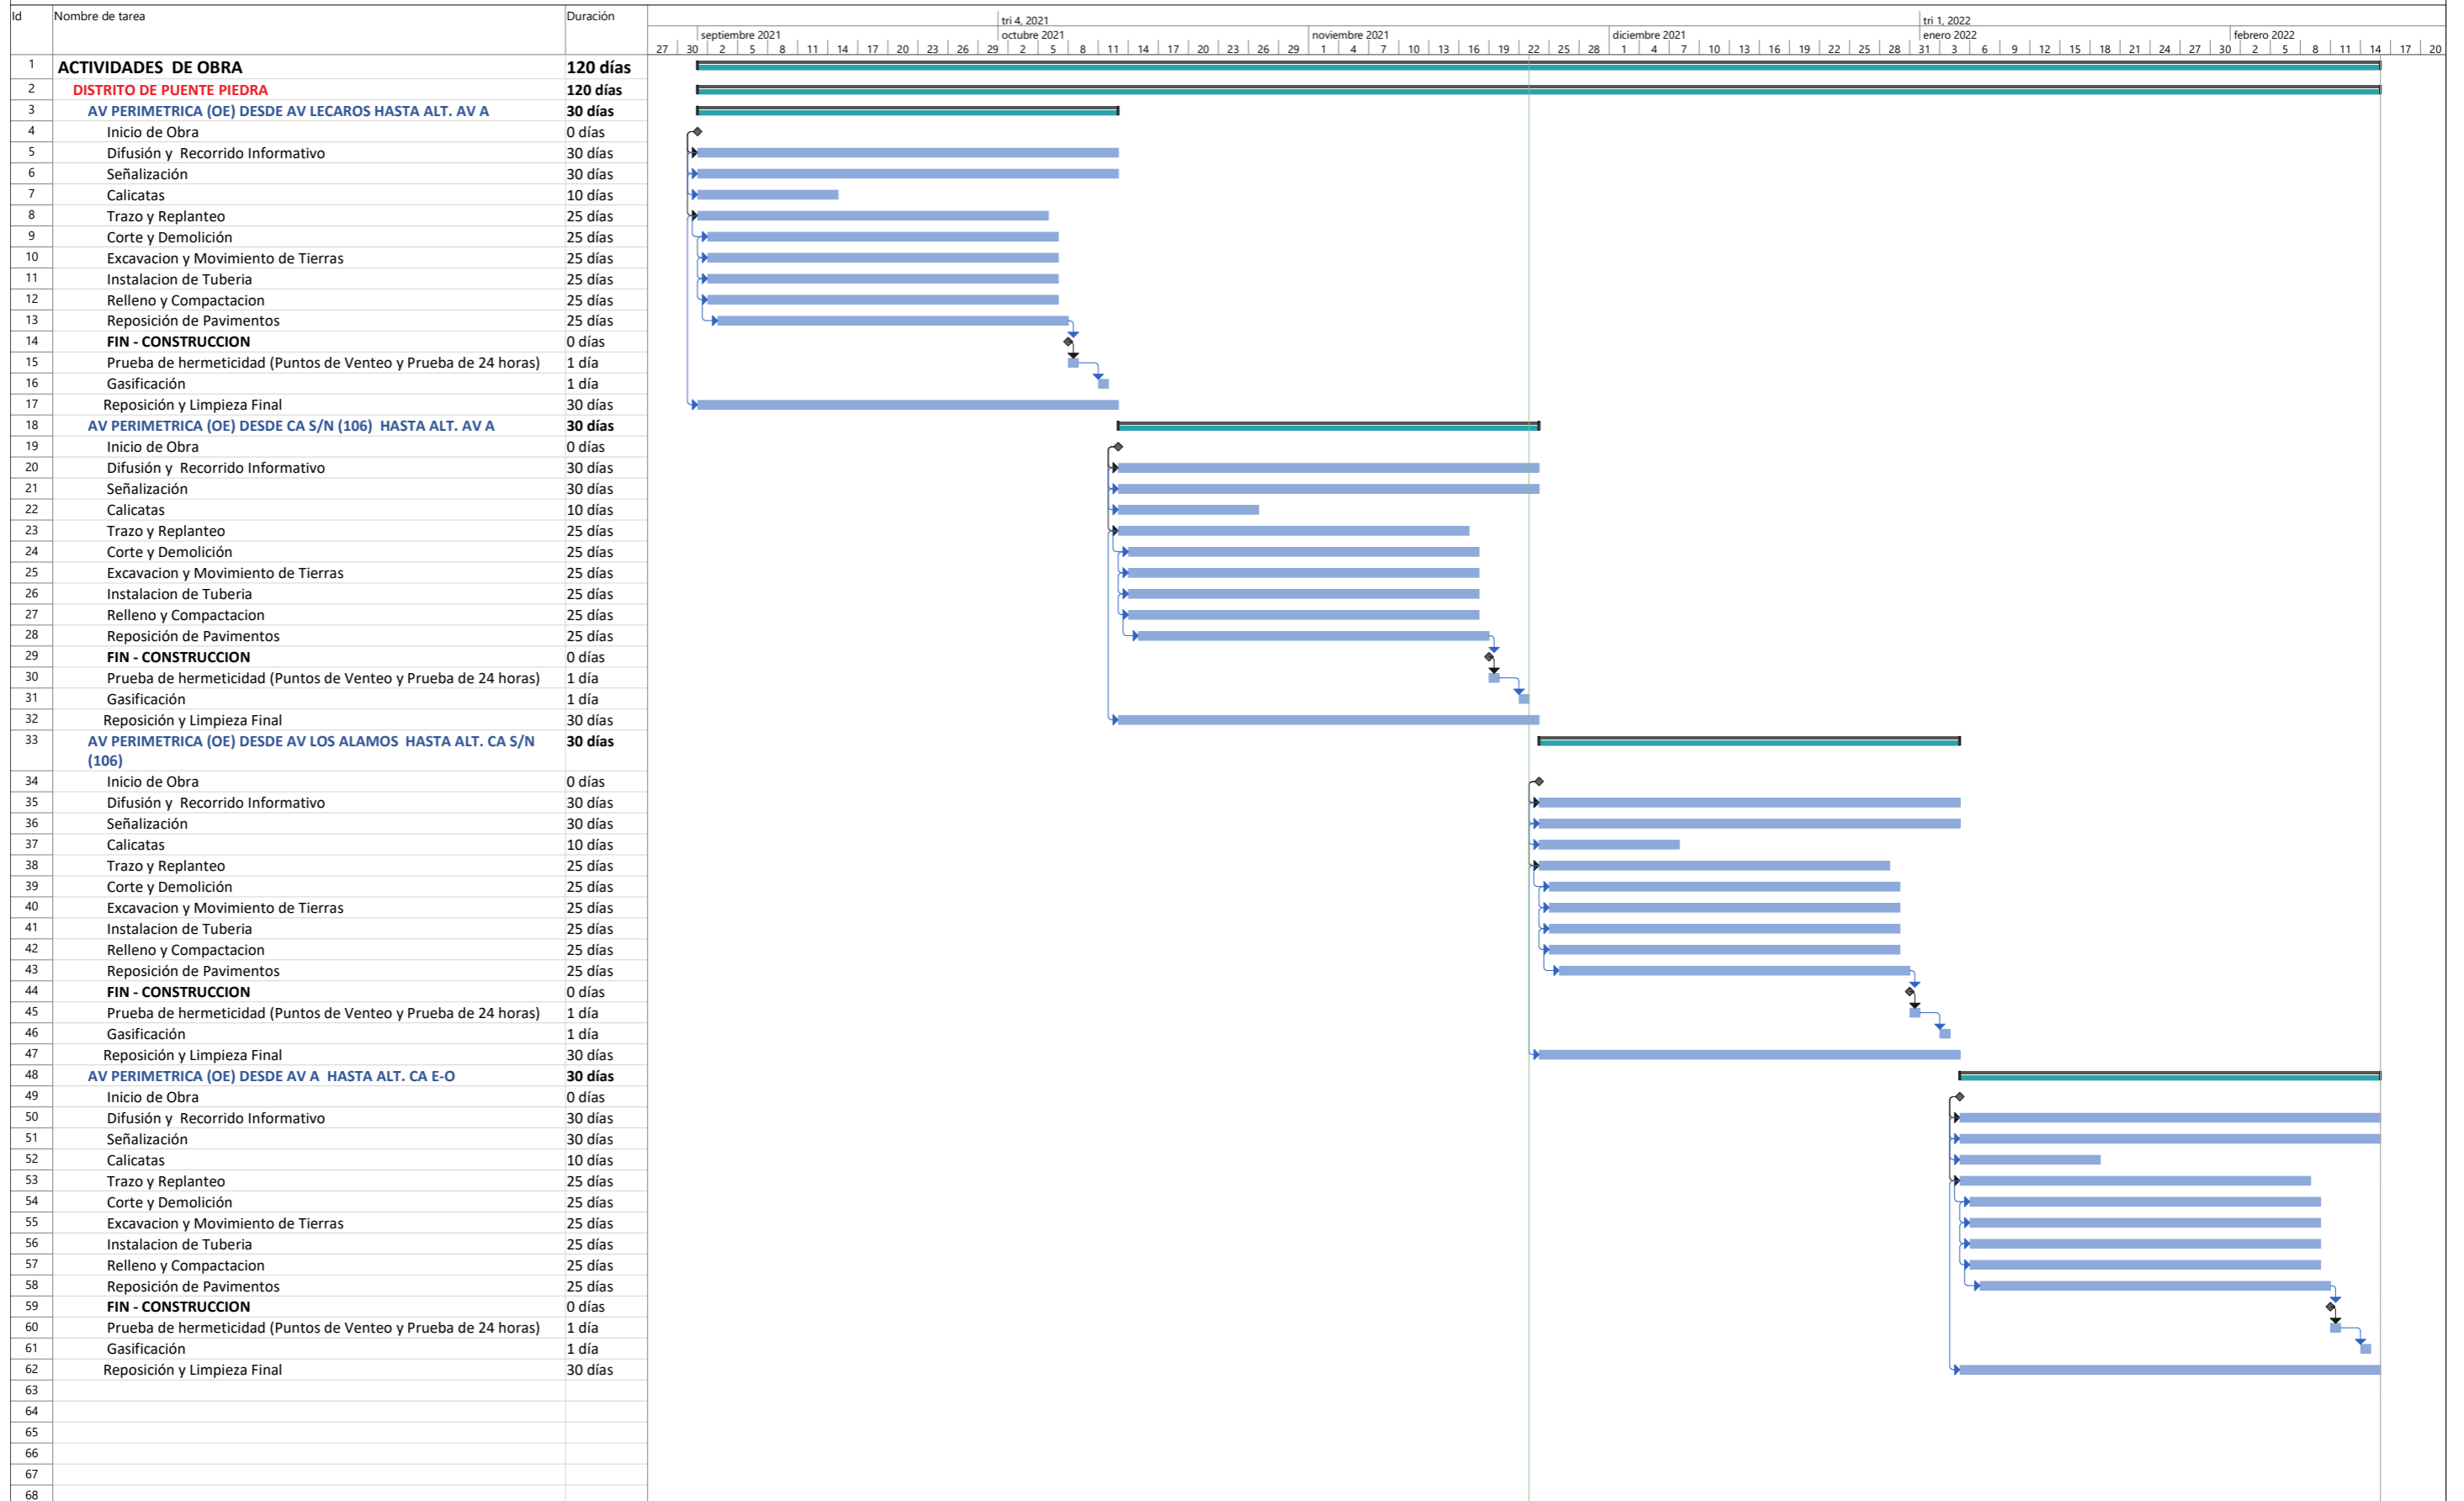 Id Nombre de tarea Duración
tri 4, 2021 tri 1, 2022
septiembre 2021 octubre 2021 noviembre 2021 diciembre 2021 enero 2022 febrero 2022
27 30 2 5 8 11 14 17 20 23 26 29 2 5 8 11 14 17 20 23 26 29 1 4 7 10 13 16 19 22 25 28 1 4 7 10 13 16 19 22 25 28 31 3 6 9 12 15 18 21 24 27 30 2 5 8 11 14 17 20
1 ACTIVIDADES DE OBRA 120 días
2 DISTRITO DE PUENTE PIEDRA 120 días
3 AV PERIMETRICA (OE) DESDE AV LECAROS HASTA ALT. AV A 30 días
4 Inicio de Obra 0 días
5 Difusión y Recorrido Informativo 30 días
6 Señalización 30 días
7 Calicatas 10 días
8 Trazo y Replanteo 25 días
9 Corte y Demolición 25 días
10 Excavacion y Movimiento de Tierras 25 días
11 Instalacion de Tuberia 25 días
12 Relleno y Compactacion 25 días
13 Reposición de Pavimentos 25 días
14 FIN - CONSTRUCCION 0 días
15 Prueba de hermeticidad (Puntos de Venteo y Prueba de 24 horas) 1 día
16 Gasificación 1 día
17 Reposición y Limpieza Final 30 días
18 AV PERIMETRICA (OE) DESDE CA S/N (106) HASTA ALT. AV A 30 días
19 Inicio de Obra 0 días
20 Difusión y Recorrido Informativo 30 días
21 Señalización 30 días
22 Calicatas 10 días
23 Trazo y Replanteo 25 días
24 Corte y Demolición 25 días
25 Excavacion y Movimiento de Tierras 25 días
26 Instalacion de Tuberia 25 días
27 Relleno y Compactacion 25 días
28 Reposición de Pavimentos 25 días
29 FIN - CONSTRUCCION 0 días
30 Prueba de hermeticidad (Puntos de Venteo y Prueba de 24 horas) 1 día
31 Gasificación 1 día
32 Reposición y Limpieza Final 30 días
33 AV PERIMETRICA (OE) DESDE AV LOS ALAMOS HASTA ALT. CA S/N 30 días
(106)
34 Inicio de Obra 0 días
35 Difusión y Recorrido Informativo 30 días
36 Señalización 30 días
37 Calicatas 10 días
38 Trazo y Replanteo 25 días
39 Corte y Demolición 25 días
40 Excavacion y Movimiento de Tierras 25 días
41 Instalacion de Tuberia 25 días
42 Relleno y Compactacion 25 días
43 Reposición de Pavimentos 25 días
44 FIN - CONSTRUCCION 0 días
45 Prueba de hermeticidad (Puntos de Venteo y Prueba de 24 horas) 1 día
46 Gasificación 1 día
47 Reposición y Limpieza Final 30 días
48 AV PERIMETRICA (OE) DESDE AV A HASTA ALT. CA E-O 30 días
49 Inicio de Obra 0 días
50 Difusión y Recorrido Informativo 30 días
51 Señalización 30 días
52 Calicatas 10 días
53 Trazo y Replanteo 25 días
54 Corte y Demolición 25 días
55 Excavacion y Movimiento de Tierras 25 días
56 Instalacion de Tuberia 25 días
57 Relleno y Compactacion 25 días
58 Reposición de Pavimentos 25 días
59 FIN - CONSTRUCCION 0 días
60 Prueba de hermeticidad (Puntos de Venteo y Prueba de 24 horas) 1 día
61 Gasificación 1 día
62 Reposición y Limpieza Final 30 días
63
64
65
66
67
68